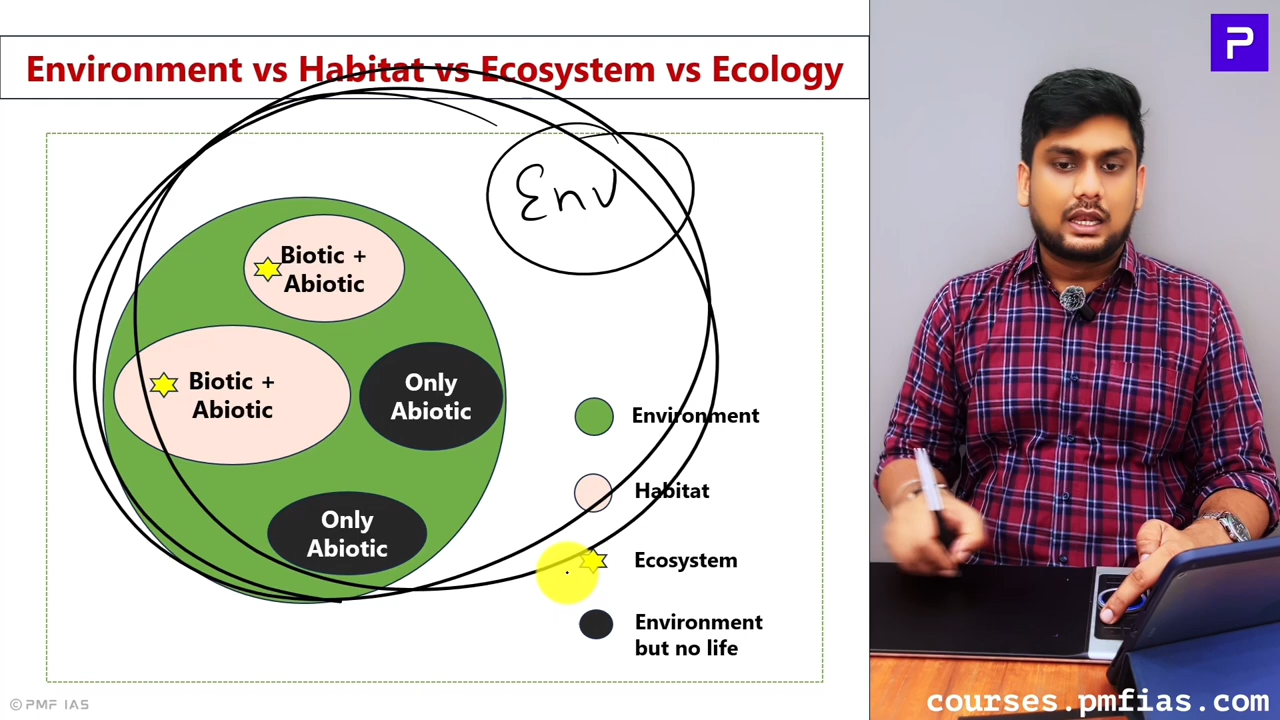 Environment vs Habitat vs Ecosystem vs Ecology
P
Env
Biotic +
Abiotic
Biotic +
Abiotic
Only
Abiotic
Only
Abiotic
Environment
Habitat
Ecosystem
Environment
but no life
© PMF IAS
courses.pmfias.com